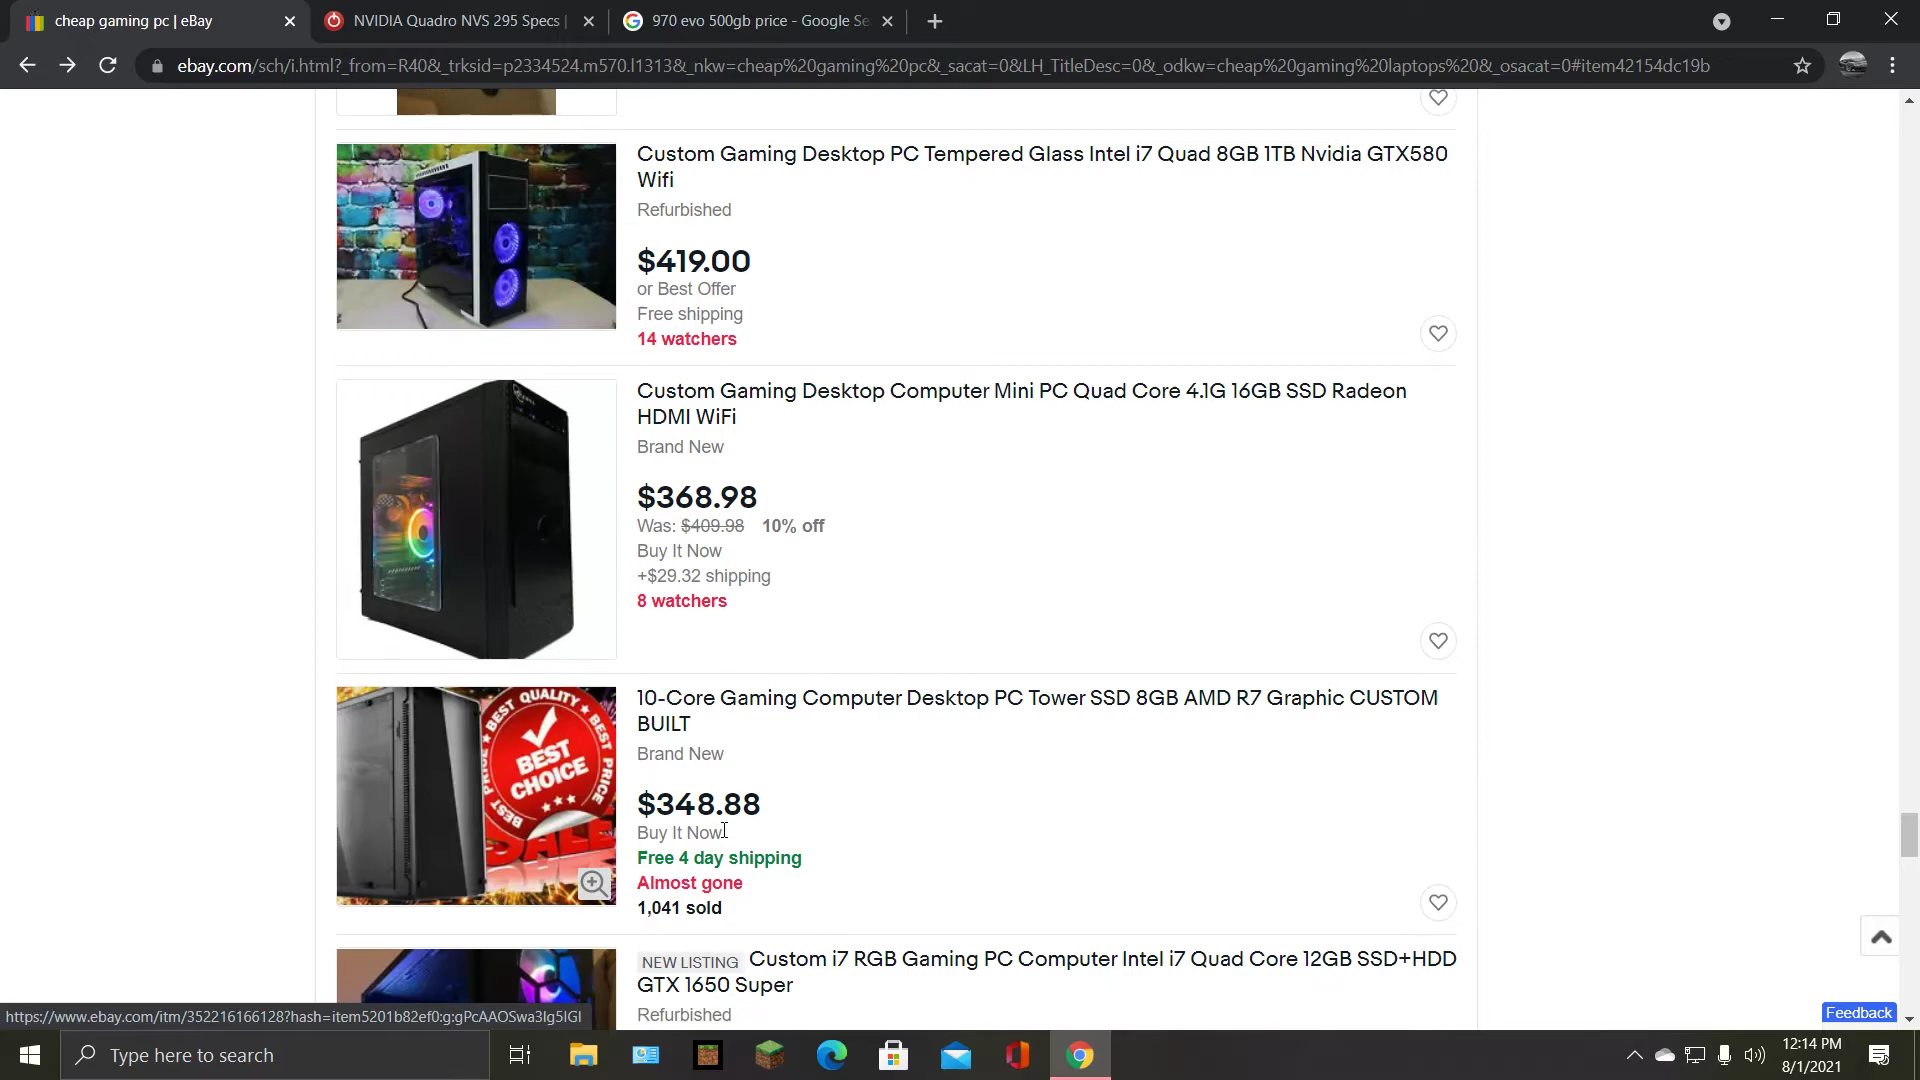 cheap gaming pc | eBay
NVIDIA Quadro NVS 295 Specs |
970 evo 500gb price - Google Se
ebay.com/sch/i.html?_from=R40&_trksid=p2334524.m570.l1313&_nkw=cheap%20gaming%20pc&_sacat=0&LH_TitleDesc=0&_odkw=cheap%20gaming%20laptops%20&_osacat=0#item42154dc19b
Custom Gaming Desktop PC Tempered Glass Intel i7 Quad 8GB 1TB Nvidia GTX580
Wifi
Refurbished
$419.00
or Best Offer
Free shipping
14 watchers
Custom Gaming Desktop Computer Mini PC Quad Core 4.1G 16GB SSD Radeon
HDMI WiFi
Brand New
$368.98
Was: $409.98 10% off
Buy It Now
+$29.32 shipping
8 watchers
BEST QUALITY
BEST
CHOICE
SALE
10-Core Gaming Computer Desktop PC Tower SSD 8GB AMD R7 Graphic CUSTOM
BUILT
Brand New
$348.88
Buy It Now
Free 4 day shipping
Almost gone
1,041 sold
NEW LISTING Custom i7 RGB Gaming PC Computer Intel i7 Quad Core 12GB SSD+HDD
GTX 1650 Super
Refurbished
Feedback
https://www.ebay.com/itm/352216166128?hash=item5201b82ef0:g:gPcAAOSwa3lg5IGI
Type here to search
12:14 PM
8/1/2021